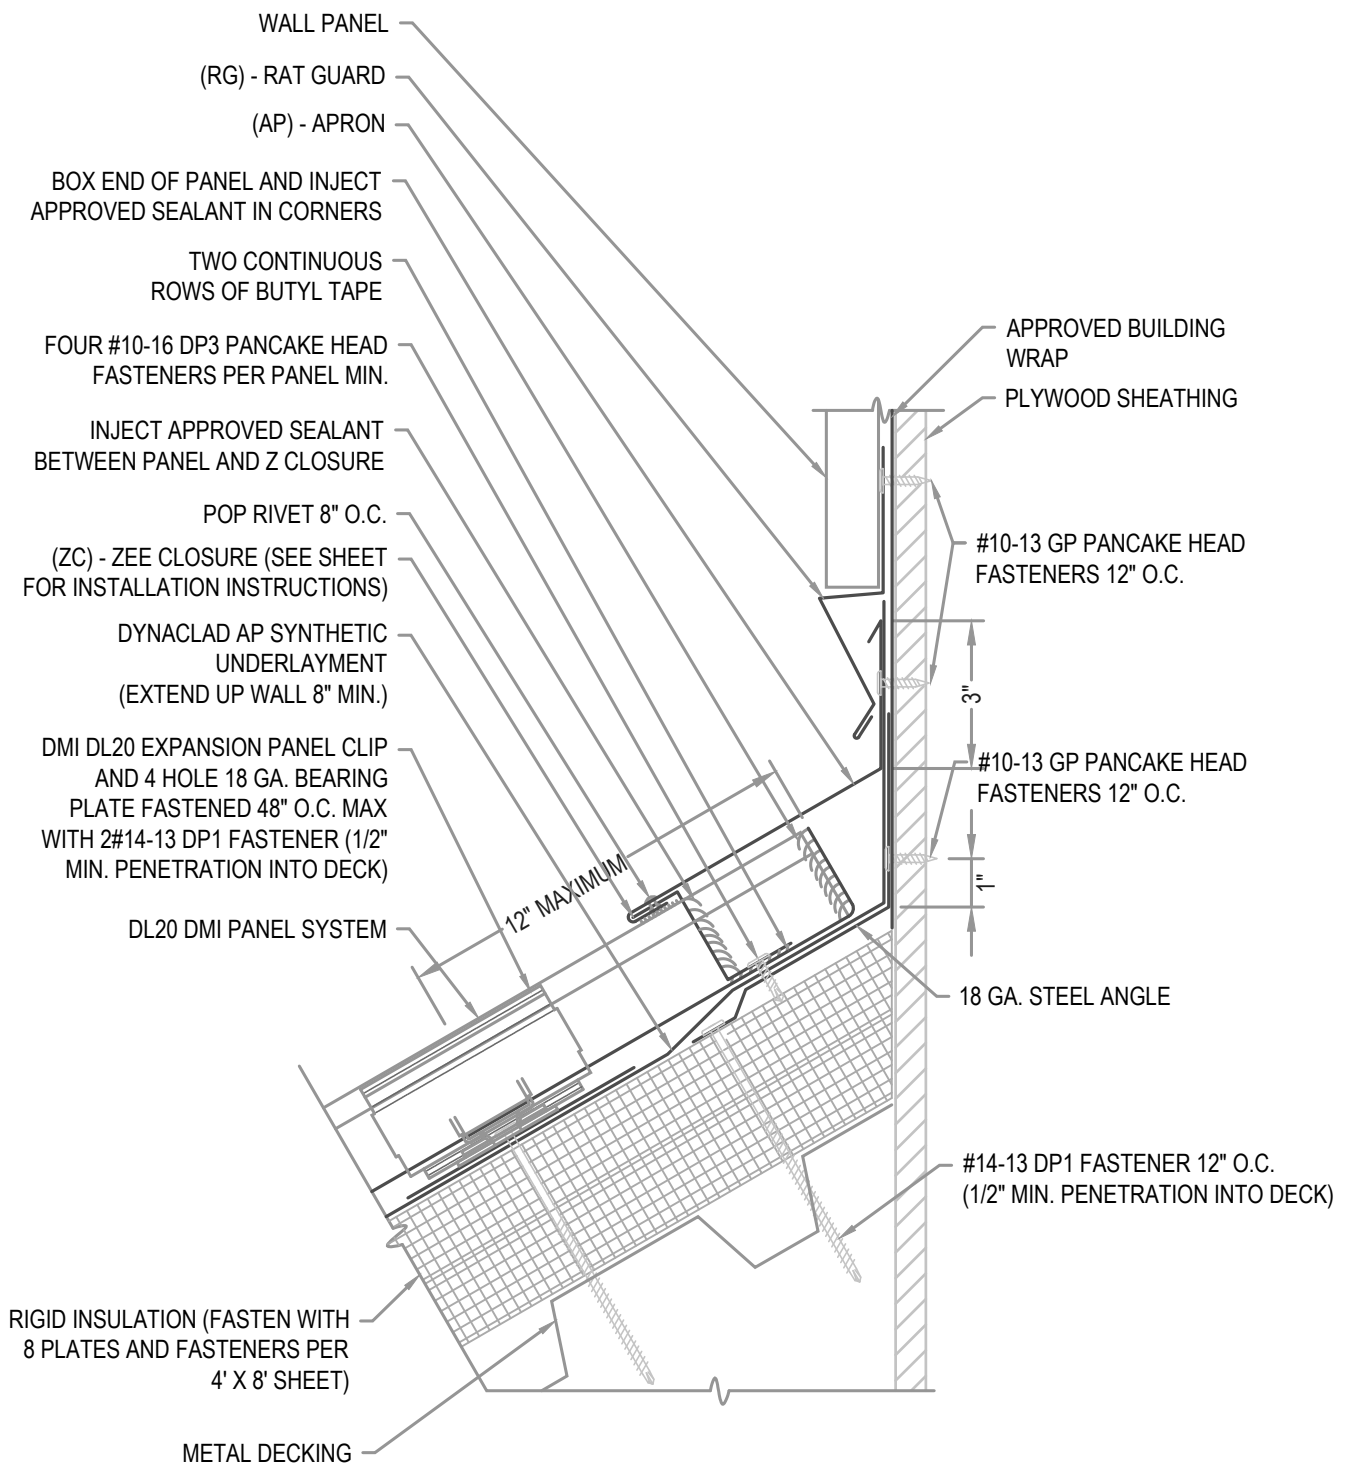 WALL PANEL
(RG) - RAT GUARD
(AP) - APRON
BOX END OF PANEL AND INJECT
APPROVED SEALANT IN CORNERS
TWO CONTINUOUS
ROWS OF BUTYL TAPE
FOUR #10-16 DP3 PANCAKE HEAD
FASTENERS PER PANEL MIN.
INJECT APPROVED SEALANT
BETWEEN PANEL AND Z CLOSURE
POP RIVET 8" O.C.
(ZC) - ZEE CLOSURE (SEE SHEET
FOR INSTALLATION INSTRUCTIONS)
DYNACLAD AP SYNTHETIC
UNDERLAYMENT
(EXTEND UP WALL 8" MIN.)
DMI DL20 EXPANSION PANEL CLIP
AND 4 HOLE 18 GA. BEARING
PLATE FASTENED 48" O.C. MAX
WITH 2#14-13 DP1 FASTENER (1/2"
MIN. PENETRATION INTO DECK)
DL20 DMI PANEL SYSTEM
RIGID INSULATION (FASTEN WITH
8 PLATES AND FASTENERS PER
4' X 8' SHEET)
METAL DECKING
12" MAXIMUM
APPROVED BUILDING
WRAP
PLYWOOD SHEATHING
#10-13 GP PANCAKE HEAD
FASTENERS 12" O.C.
3"
#10-13 GP PANCAKE HEAD
FASTENERS 12" O.C.
1"
18 GA. STEEL ANGLE
#14-13 DP1 FASTENER 12" O.C.
(1/2" MIN. PENETRATION INTO DECK)